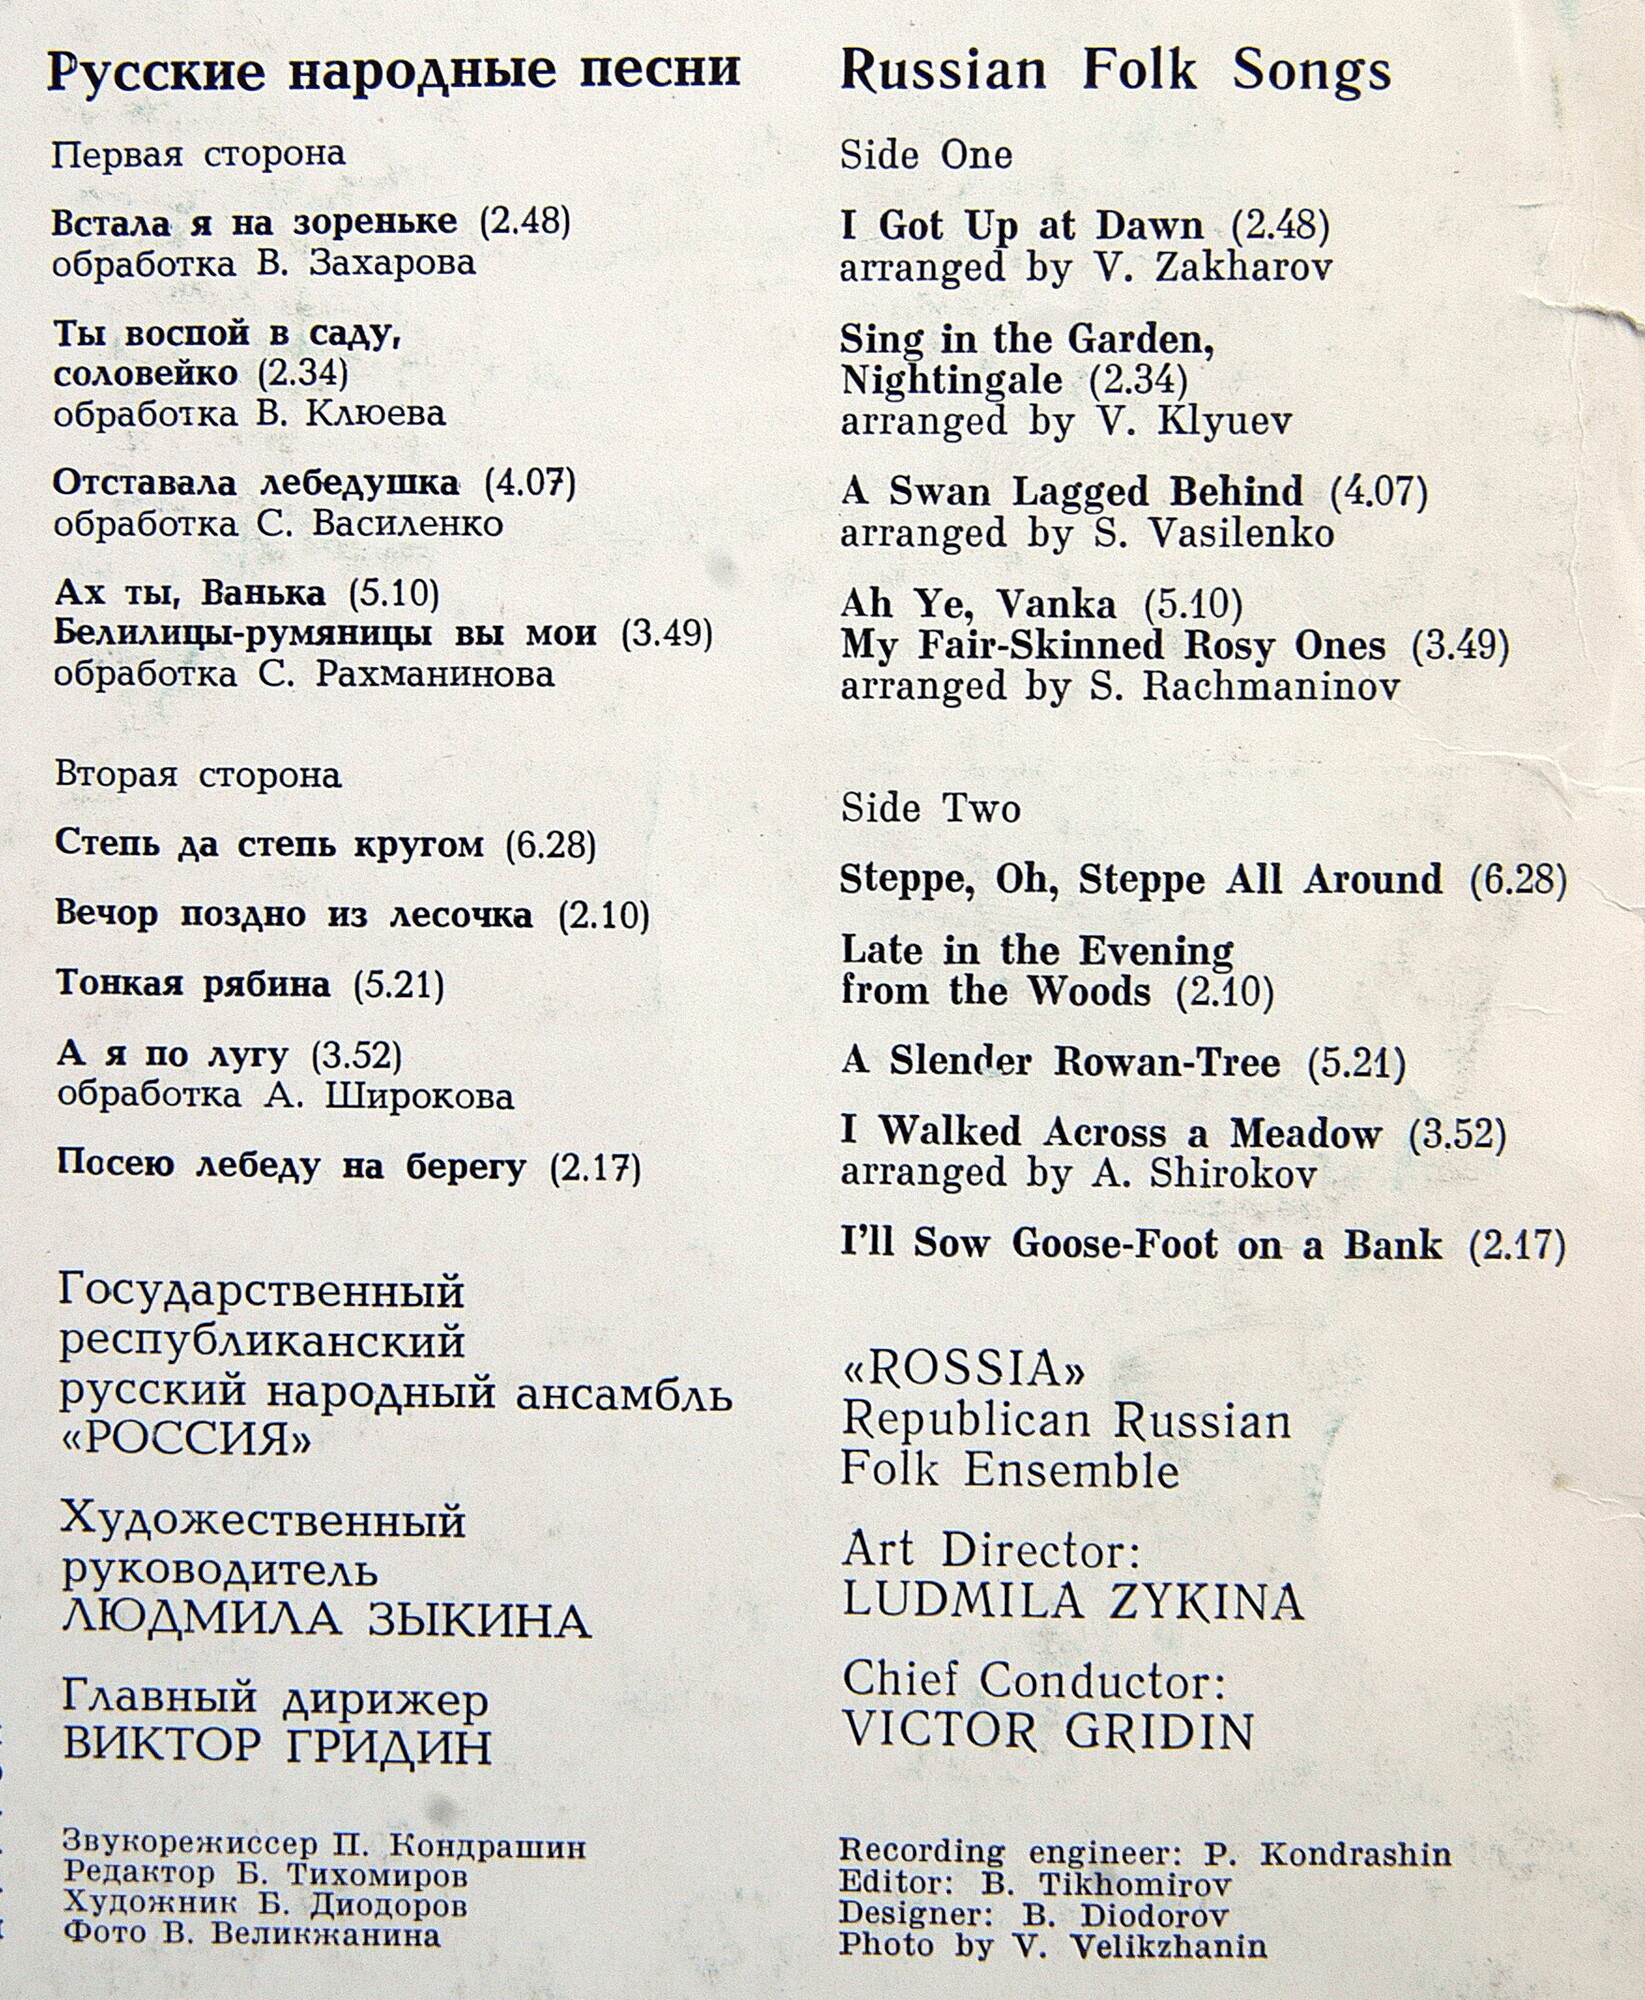 Русские народные песни
Первая сторона
Встала я на зореньке (2.48)
обработка В. Захарова
Ты воспой в саду,
соловейко (2.34)
обработка В. Клюева
Отставала лебедушка (4.07)
обработка С. Василенко
Ах ты, Ванька (5.10)
Белилицы-румяницы вы мои (3.49)
обработка С. Рахманинова
Вторая сторона
Степь да степь кругом (6.28)
Вечор поздно из лесочка (2.10)
Тонкая рябина (5.21)
А я по лугу (3.52)
обработка А. Широкова
Посею лебеду на берегу (2.17)
Государственный
республиканский
русский народный ансамбль
«РОССИЯ»
Художественный
руководитель
ЛЮДМИЛА ЗЫКИНА
Главный дирижер
ВИКТОР ГРИДИН
Звукорежиссер П. Кондрашин
Редактор Б. Тихомиров
Художник Б. Диодоров
Фото В. Великжанина
Russian Folk Songs
Side One
I Got Up at Dawn (2.48)
arranged by V. Zakharov
Sing in the Garden,
Nightingale (2.34)
arranged by V. Klyuev
A Swan Lagged Behind (4.07)
arranged by S. Vasilenko
Ah Ye, Vanka (5.10)
My Fair-Skinned Rosy Ones (3.49)
arranged by S. Rachmaninov
Side Two
Steppe, Oh, Steppe All Around (6.28)
Late in the Evening
from the Woods (2.10)
A Slender Rowan-Tree (5.21)
I Walked Across a Meadow (3.52)
arranged by A. Shirokov
I'll Sow Goose-Foot on a Bank (2.17)
«ROSSIA»
Republican Russian
Folk Ensemble
Art Director:
LUDMILA ZYKINA
Chief Conductor:
VICTOR GRIDIN
Recording engineer: P. Kondrashin
Editor: B. Tikhomirov
Designer: B. Diodorov
Photo by V. Velikzhanin